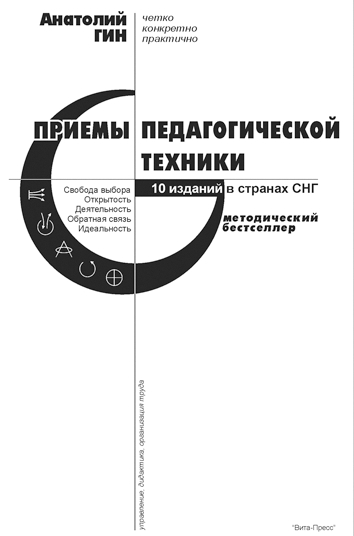 Анатолий
ГИН
четко
конкретно
практично
ПРИЕМЫ ПЕДАГОГИЧЕСКОЙ
ТЕХНИКИ
Свобода выбора
Открытость
Деятельность
Обратная связь
Идеальность
10 изданий в странах СНГ
методический
бестселлер
управление, дидактика, организация труда
"Вита-Пресс"